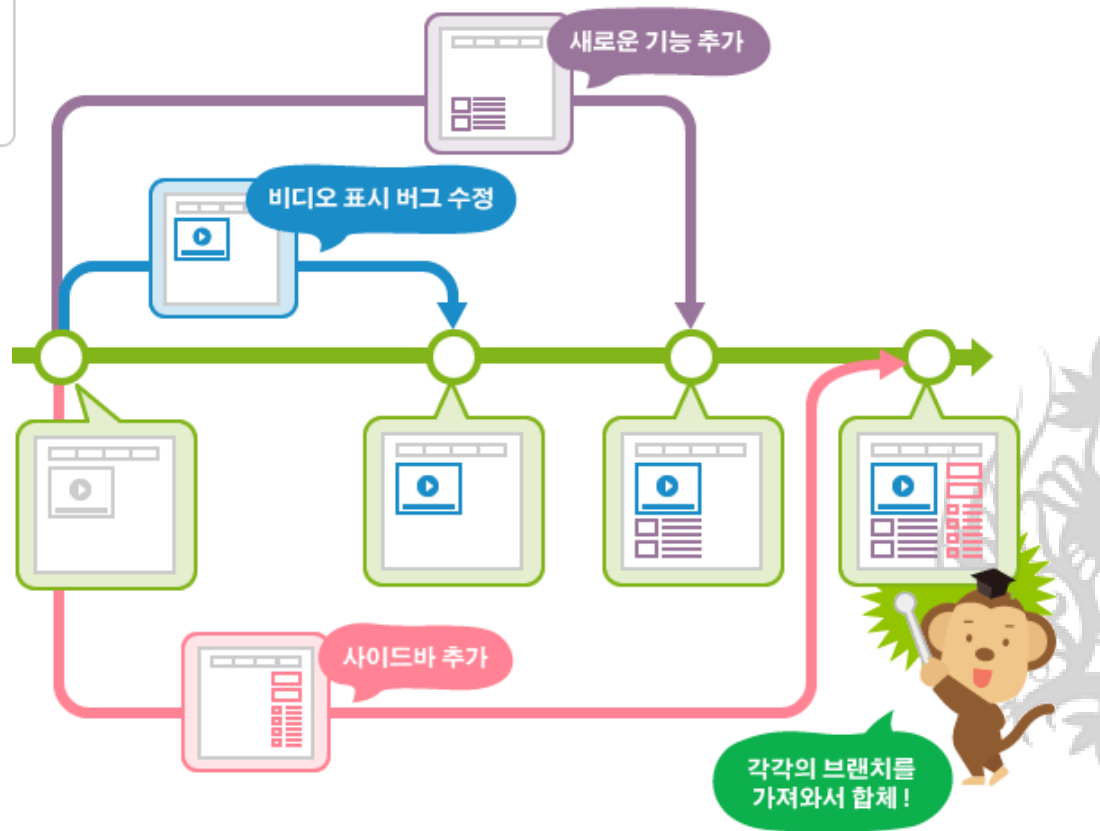 새로운 기능 추가
비디오 표시 버그 수정
사이드바 추가
각각의 브랜치를
가져와서 합체!